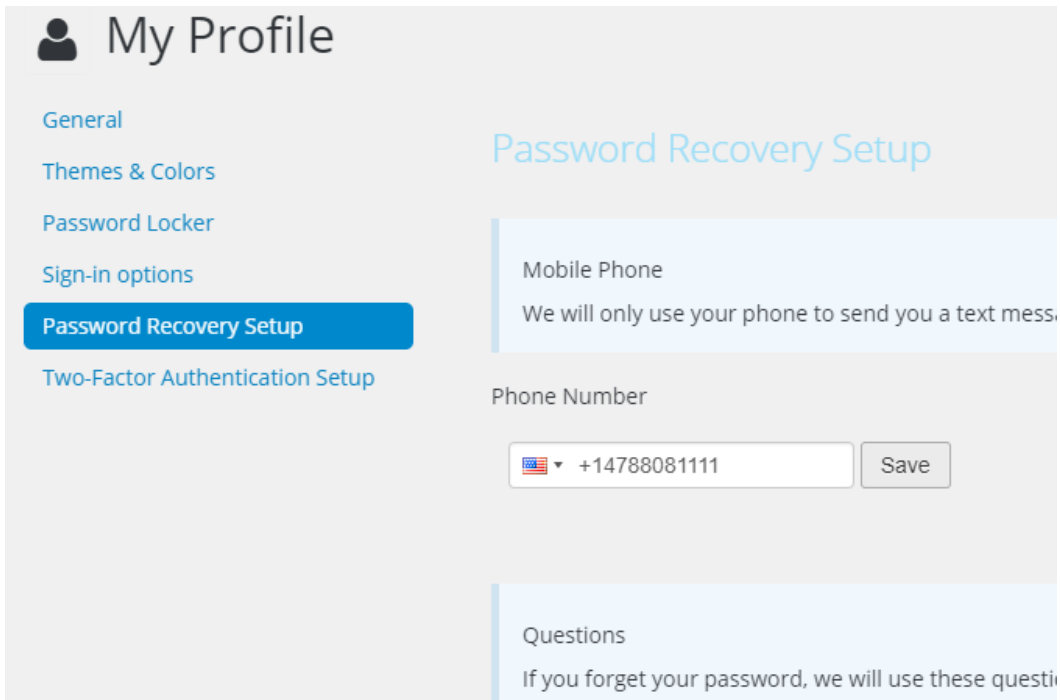 My Profile
General
Themes & Colors
Password Locker
Sign-in options
Password Recovery Setup
Two-Factor Authentication Setup
Password Recovery Setup
Mobile Phone
We will only use your phone to send you a text
Phone Number
+14788081111
Save
Questions
If you forget your password, we will use these